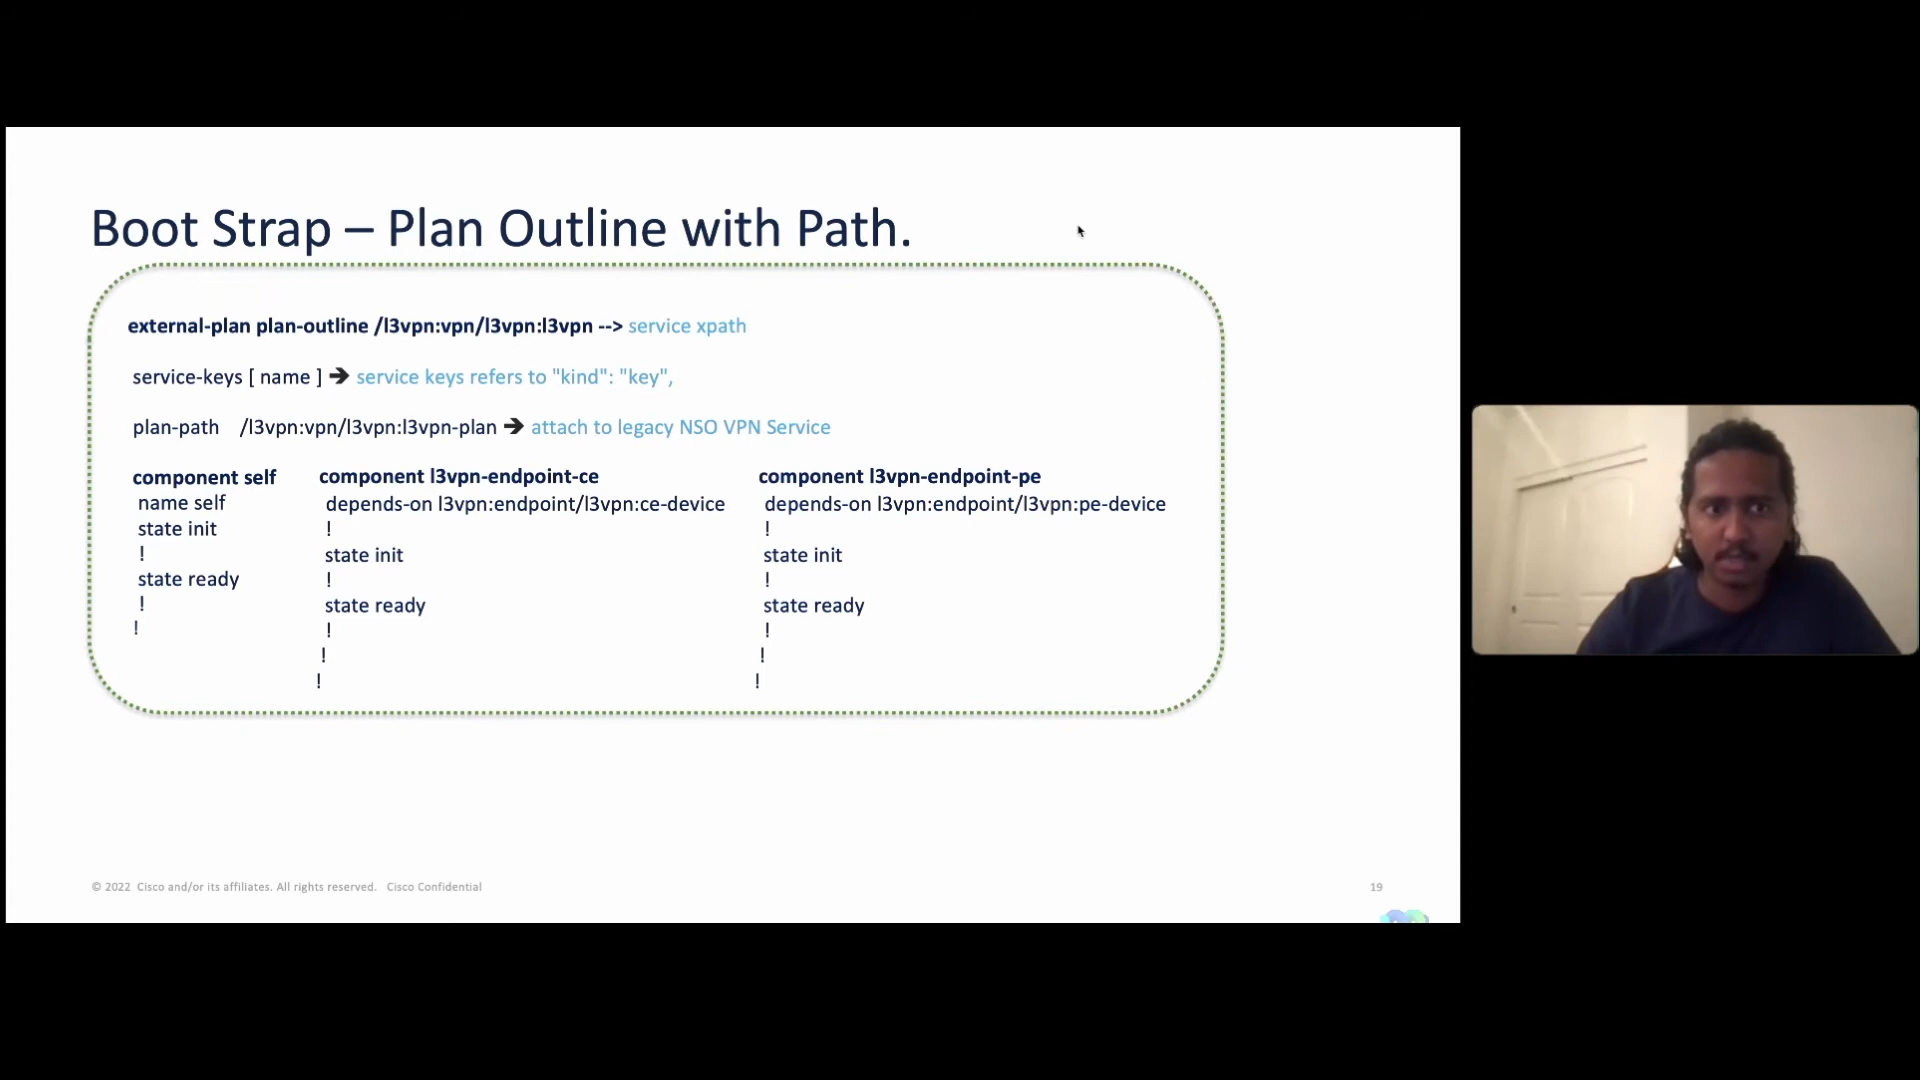 Boot Strap – Plan Outline with Path.
external-plan plan-outline /l3vpn:vpn/l3vpn:l3vpn --> service xpath
service-keys [ name ] ➔ service keys refers to "kind": "key",
plan-path /l3vpn:vpn/l3vpn:l3vpn-plan ➔ attach to legacy NSO VPN Service
component self
name self
state init
!
state ready
!
!
component l3vpn-endpoint-ce
depends-on l3vpn:endpoint/l3vpn:ce-device
!
state init
!
state ready
!
!
!
component l3vpn-endpoint-pe
depends-on l3vpn:endpoint/l3vpn:pe-device
!
state init
!
state ready
!
!
!
© 2022 Cisco and/or its affiliates. All rights reserved. Cisco Confidential
19